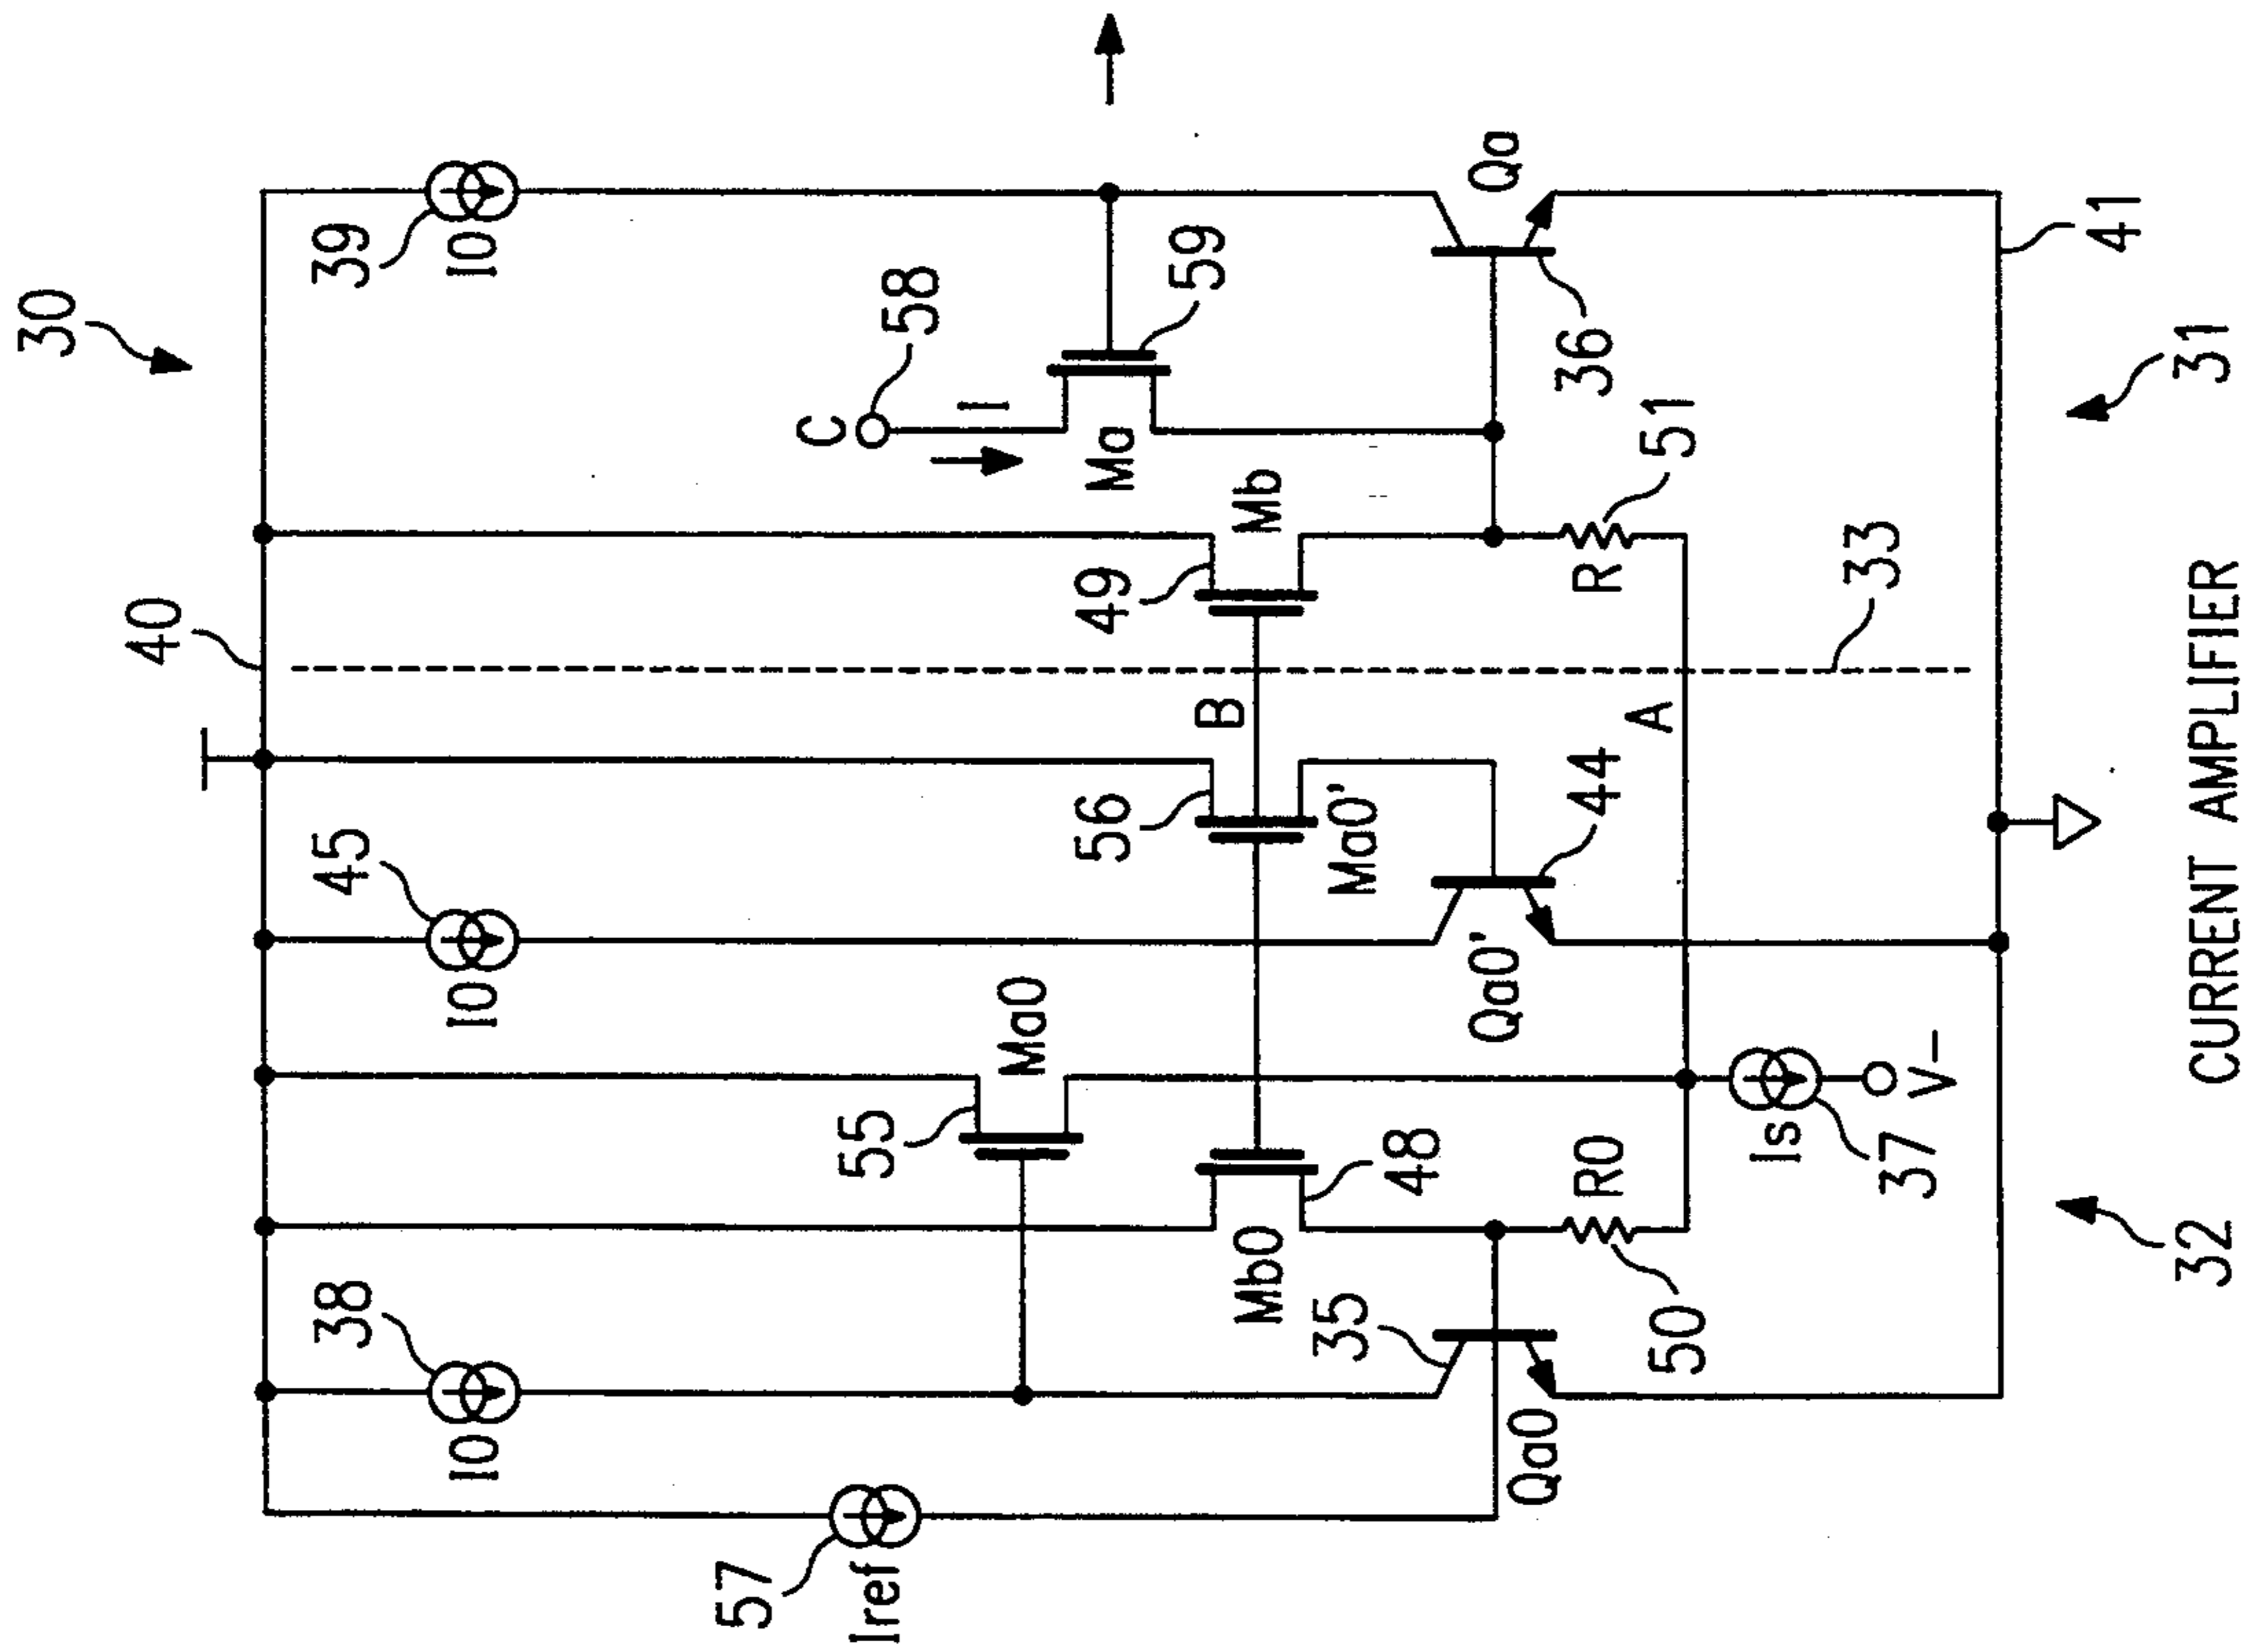 30
40
39
I0
45
I0
38
I0
57
Iref
C
58
I
Ma
59
Mb
49
B
56
Ma0'
Ma0
55
Mb0
48
Qa
36
R
51
A
44
Qa0'
35
Qa0
50
R0
Is
37
V−
33
41
31
32
CURRENT AMPLIFIER